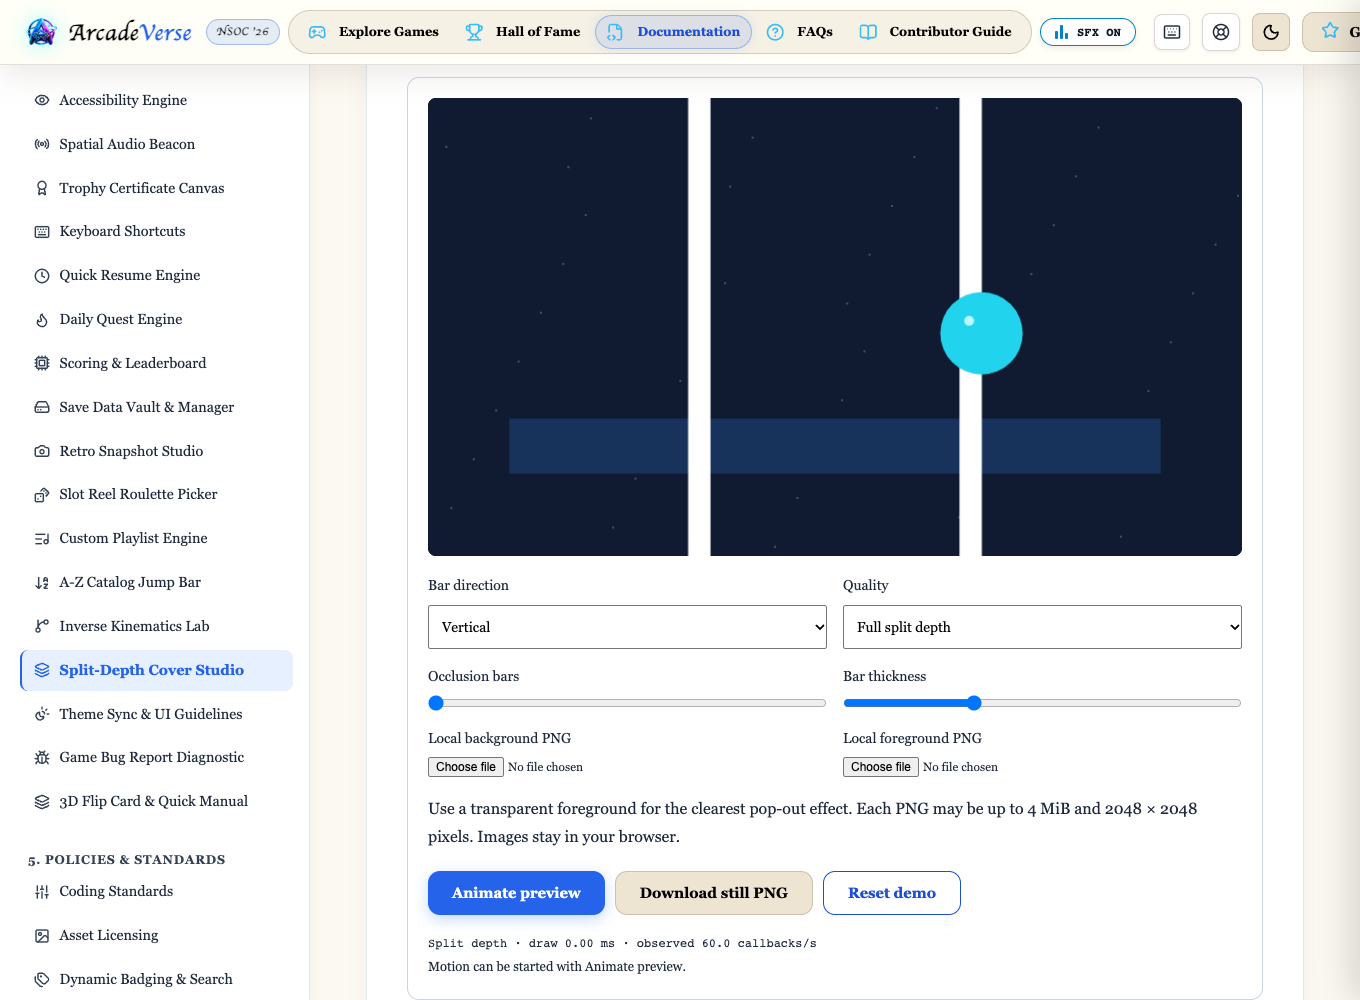 ArcadeVerse
NSOC '26
Explore Games
Hall of Fame
Documentation
FAQs
Contributor Guide
SFX ON
G
Accessibility Engine
Spatial Audio Beacon
Trophy Certificate Canvas
Keyboard Shortcuts
Quick Resume Engine
Daily Quest Engine
Scoring & Leaderboard
Save Data Vault & Manager
Retro Snapshot Studio
Slot Reel Roulette Picker
Custom Playlist Engine
A-Z Catalog Jump Bar
Inverse Kinematics Lab
Split-Depth Cover Studio
Theme Sync & UI Guidelines
Game Bug Report Diagnostic
3D Flip Card & Quick Manual
5. POLICIES & STANDARDS
Coding Standards
Asset Licensing
Dynamic Badging & Search
Bar direction
Quality
Vertical
Full split depth
Occlusion bars
Bar thickness
Local background PNG
Local foreground PNG
Choose file No file chosen
Choose file No file chosen
Use a transparent foreground for the clearest pop-out effect. Each PNG may be up to 4 MiB and 2048 × 2048
pixels. Images stay in your browser.
Animate preview
Download still PNG
Reset demo
Split depth · draw 0.00 ms · observed 60.0 callbacks/s
Motion can be started with Animate preview.